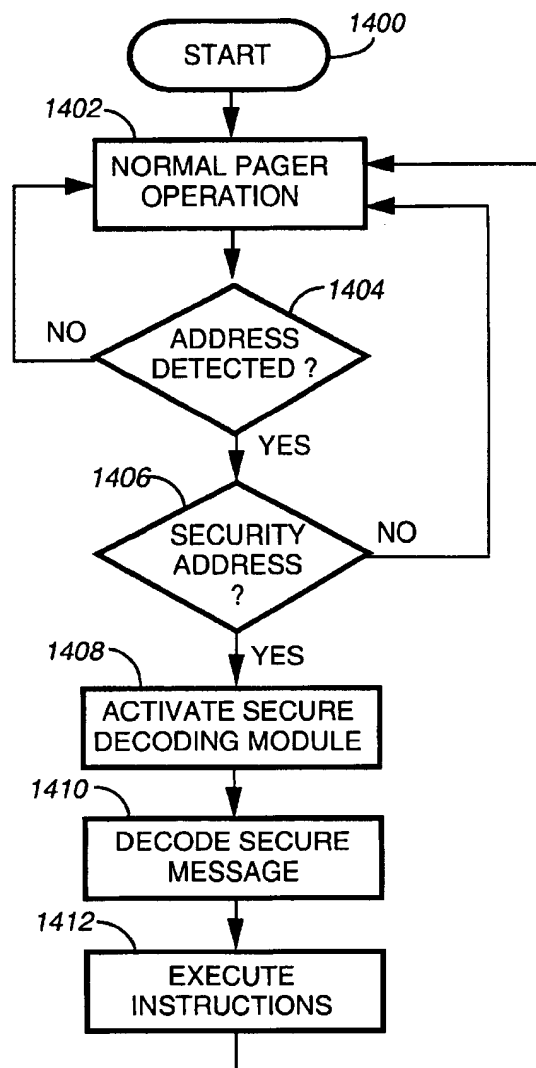 START
1400
1402
NORMAL PAGER
OPERATION
1404
ADDRESS
DETECTED ?
NO
YES
1406
SECURITY
ADDRESS
?
NO
YES
1408
ACTIVATE SECURE
DECODING MODULE
1410
DECODE SECURE
MESSAGE
1412
EXECUTE
INSTRUCTIONS